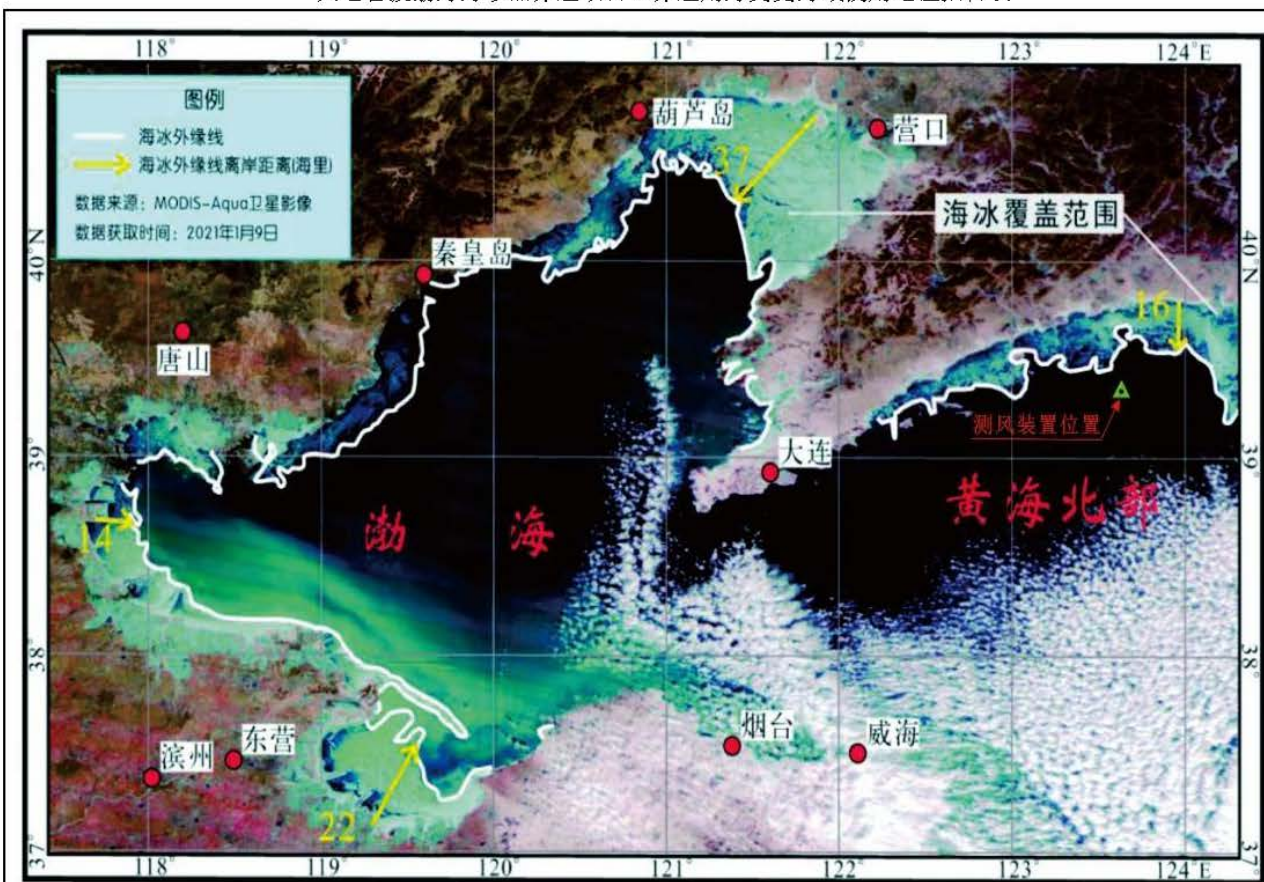 118°
119°
120°
121°
122°
123°
124°E
图例
海冰外缘线
海冰外缘线离岸距离(海里)
数据来源：MODIS-Aqua卫星影像
数据获取时间：2021年1月9日
葫芦岛
营口
37
海冰覆盖范围
40°N
40°N
秦皇岛
16
唐山
测风装置位置
39°
39°
大连
渤海
黄海北部
14
38°
38°
烟台
威海
东营
滨州
22
37°
37°
118°
119°
120°
121°
122°
123°
124°E